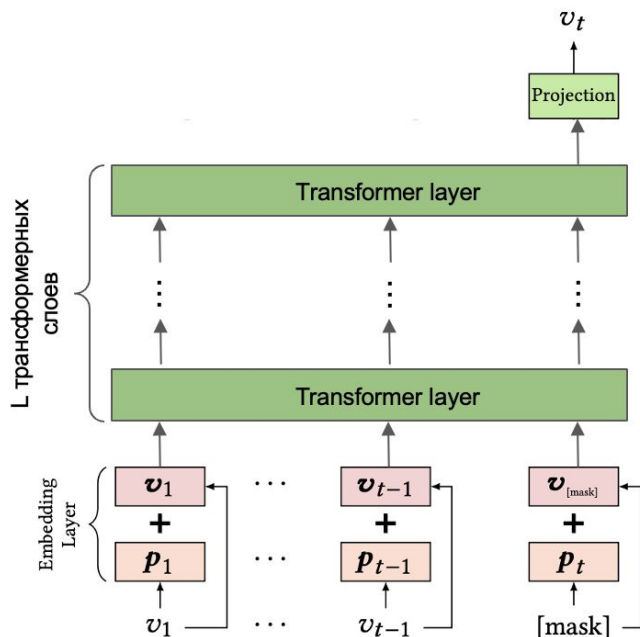 v_t
Projection
Transformer layer
L трансформерных
слоев
⋮ ⋮ ⋮
Transformer layer
Embedding
Layer
v_1 ··· v_{t−1} v_{[mask]}
+ + +
p_1 ··· p_{t−1} p_t
v_1 ··· v_{t−1} [mask]